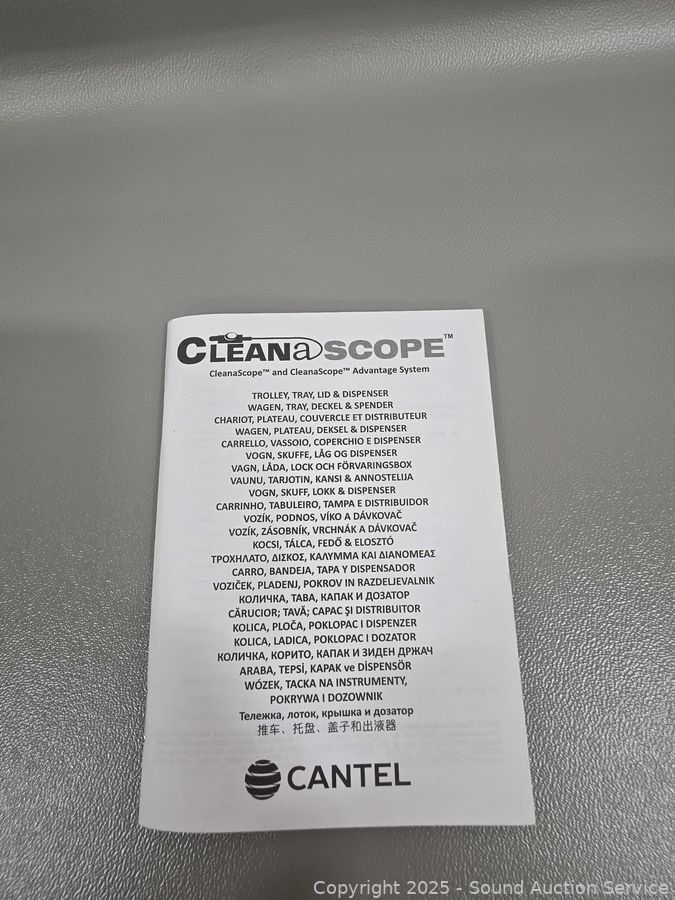 CLEANaSCOPE™
CleanaScope™ and CleanaScope™ Advantage System
TROLLEY, TRAY, LID & DISPENSER
WAGEN, TRAY, DECKEL & SPENDER
CHARIOT, PLATEAU, COUVERCLE ET DISTRIBUTEUR
WAGEN, PLATEAU, DEKSEL & DISPENSER
CARRELLO, VASSOIO, COPERCHIO E DISPENSER
VOGN, SKUFFE, LÅG OG DISPENSER
VAGN, LÅDA, LOCK OCH FÖRVARINGSBOX
VAUNU, TARJOTIN, KANSI & ANNOSTELIJA
VOGN, SKUFF, LOKK & DISPENSER
CARRINHO, TABULEIRO, TAMPA E DISTRIBUIDOR
VOZÍK, PODNOS, VÍKO A DÁVKOVAČ
VOZÍK, ZÁSOBNÍK, VRCHNÁK A DÁVKOVAČ
KOCSI, TÁLCA, FEDŐ & ELOSZTÓ
ΤΡΟΧΗΛΑΤΟ, ΔΙΣΚΟΣ, ΚΑΛΥΜΜΑ ΚΑΙ ΔΙΑΝΟΜΕΑΣ
CARRO, BANDEJA, TAPA Y DISPENSADOR
VOZIČEK, PLADENJ, POKROV IN RAZDELJEVALNIK
КОЛИЧКА, ТАВА, КАПАК И ДОЗАТОР
CĂRUCIOR; TAVĂ; CAPAC ŞI DISTRIBUITOR
KOLICA, PLOČA, POKLOPAC I DISPENZER
KOLICA, LADICA, POKLOPAC I DOZATOR
КОЛИЧКА, КОРИТО, КАПАК И ЗИДЕН ДРЖАЧ
ARABA, TEPSİ, KAPAK ve DİSPENSÖR
WÓZEK, TACKA NA INSTRUMENTY,
POKRYWA I DOZOWNIK
Тележка, лоток, крышка и дозатор
推车、托盘、盖子和出液器
CANTEL
Copyright 2025 - Sound Auction Service